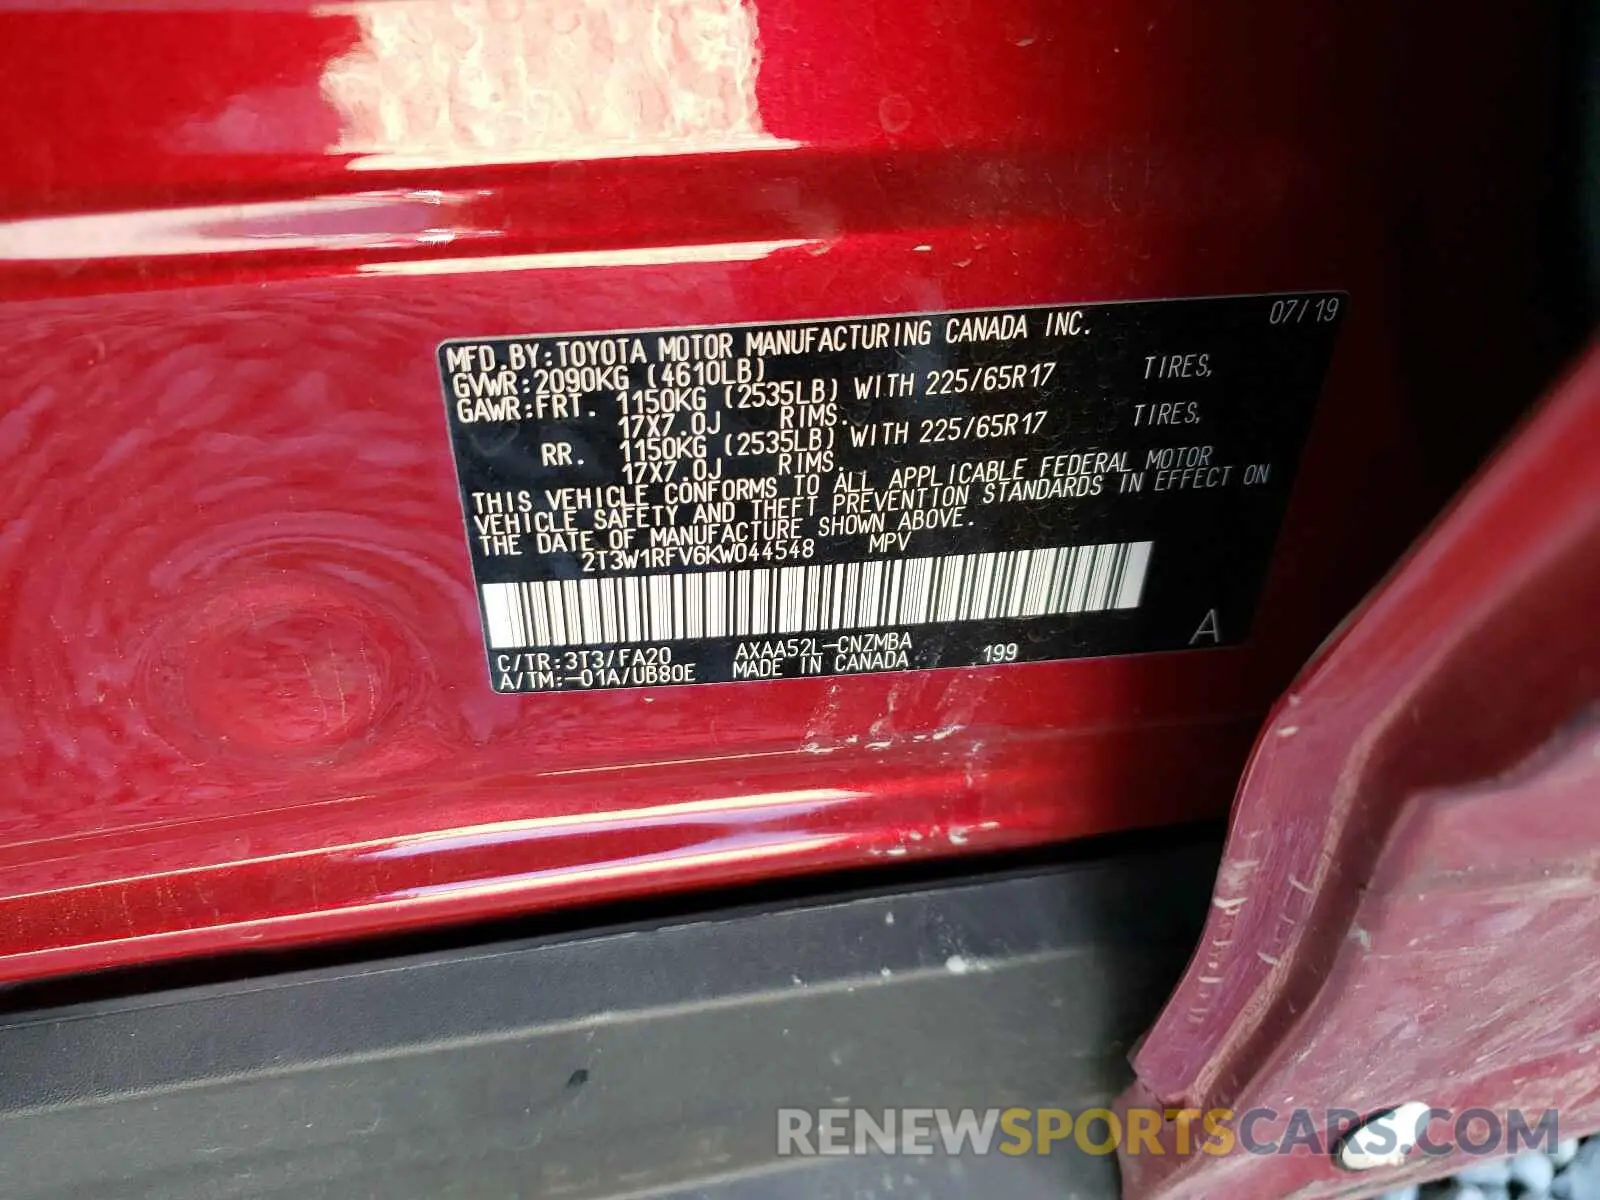 07/19
MFD.BY:TOYOTA MOTOR MANUFACTURING CANADA INC.
GVWR:2090KG (4610LB)
GAWR:FRT. 1150KG (2535LB) WITH 225/65R17 TIRES,
17X7.0J RIMS.
RR. 1150KG (2535LB) WITH 225/65R17 TIRES,
17X7.0J RIMS.
THIS VEHICLE CONFORMS TO ALL APPLICABLE FEDERAL MOTOR
VEHICLE SAFETY AND THEFT PREVENTION STANDARDS IN EFFECT ON
THE DATE OF MANUFACTURE SHOWN ABOVE.
2T3W1RFV6KW044548 MPV
C/TR:3T3/FA20 AXAA52L-CNZMBA 199 A
A/TM:-01A/UB80E MADE IN CANADA
RENEWSPORTSCARS.COM